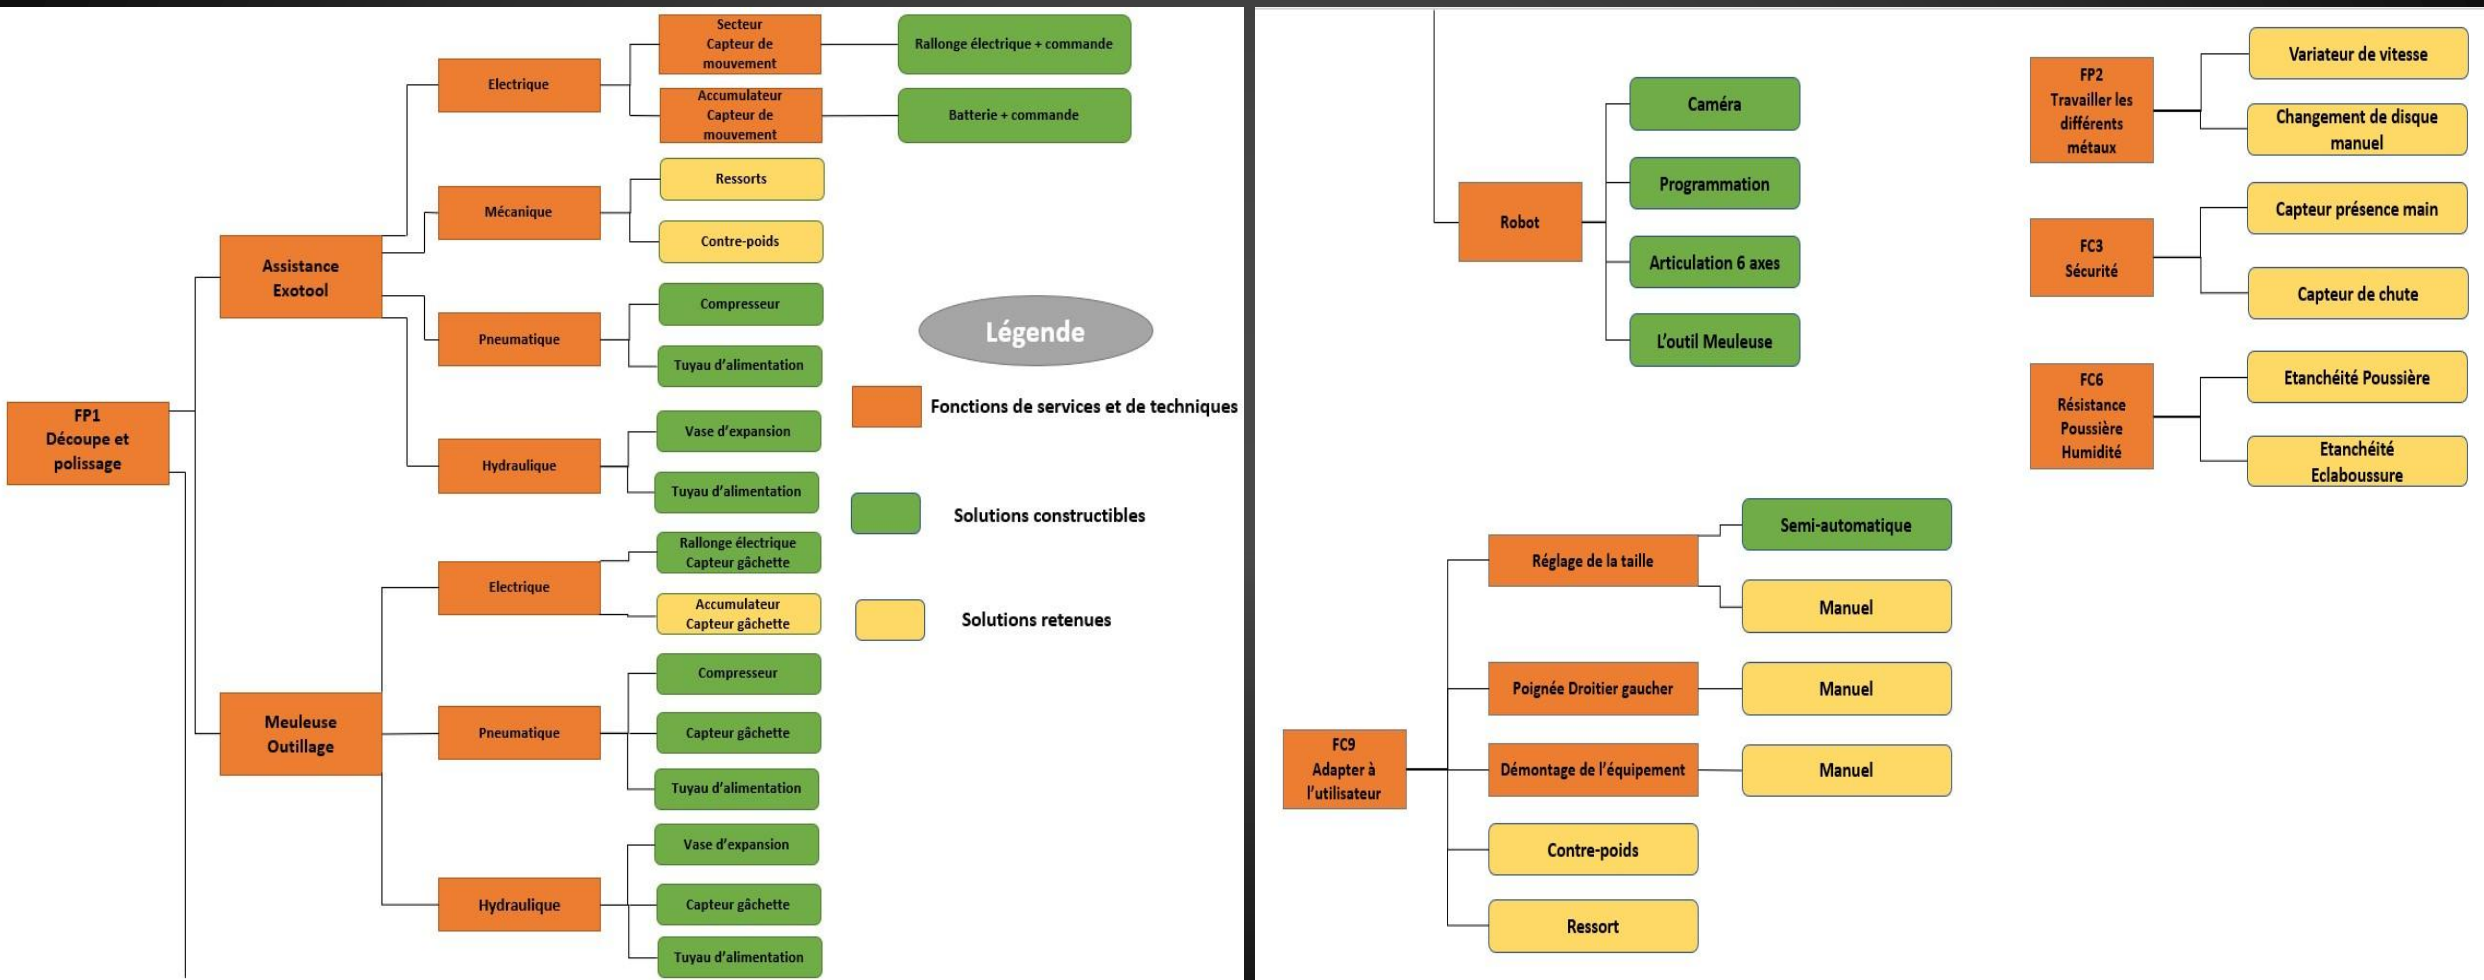 FP1
Découpe et
polissage
Assistance
Exotool
Electrique
Secteur
Capteur de
mouvement
Rallonge électrique + commande
Accumulateur
Capteur de
mouvement
Batterie + commande
Mécanique
Ressorts
Contre-poids
Pneumatique
Compresseur
Tuyau d'alimentation
Hydraulique
Vase d'expansion
Tuyau d'alimentation
Meuleuse
Outillage
Electrique
Rallonge électrique
Capteur gâchette
Accumulateur
Capteur gâchette
Pneumatique
Compresseur
Capteur gâchette
Tuyau d'alimentation
Hydraulique
Vase d'expansion
Capteur gâchette
Tuyau d'alimentation
Légende
Fonctions de services et de techniques
Solutions constructibles
Solutions retenues
Robot
Caméra
Programmation
Articulation 6 axes
L'outil Meuleuse
FP2
Travailler les
différents
métaux
Variateur de vitesse
Changement de disque
manuel
FC3
Sécurité
Capteur présence main
Capteur de chute
FC6
Résistance
Poussière
Humidité
Etanchéité Poussière
Etanchéité
Eclaboussure
FC9
Adapter à
l'utilisateur
Réglage de la taille
Semi-automatique
Manuel
Poignée Droitier gaucher
Manuel
Démontage de l'équipement
Manuel
Contre-poids
Ressort